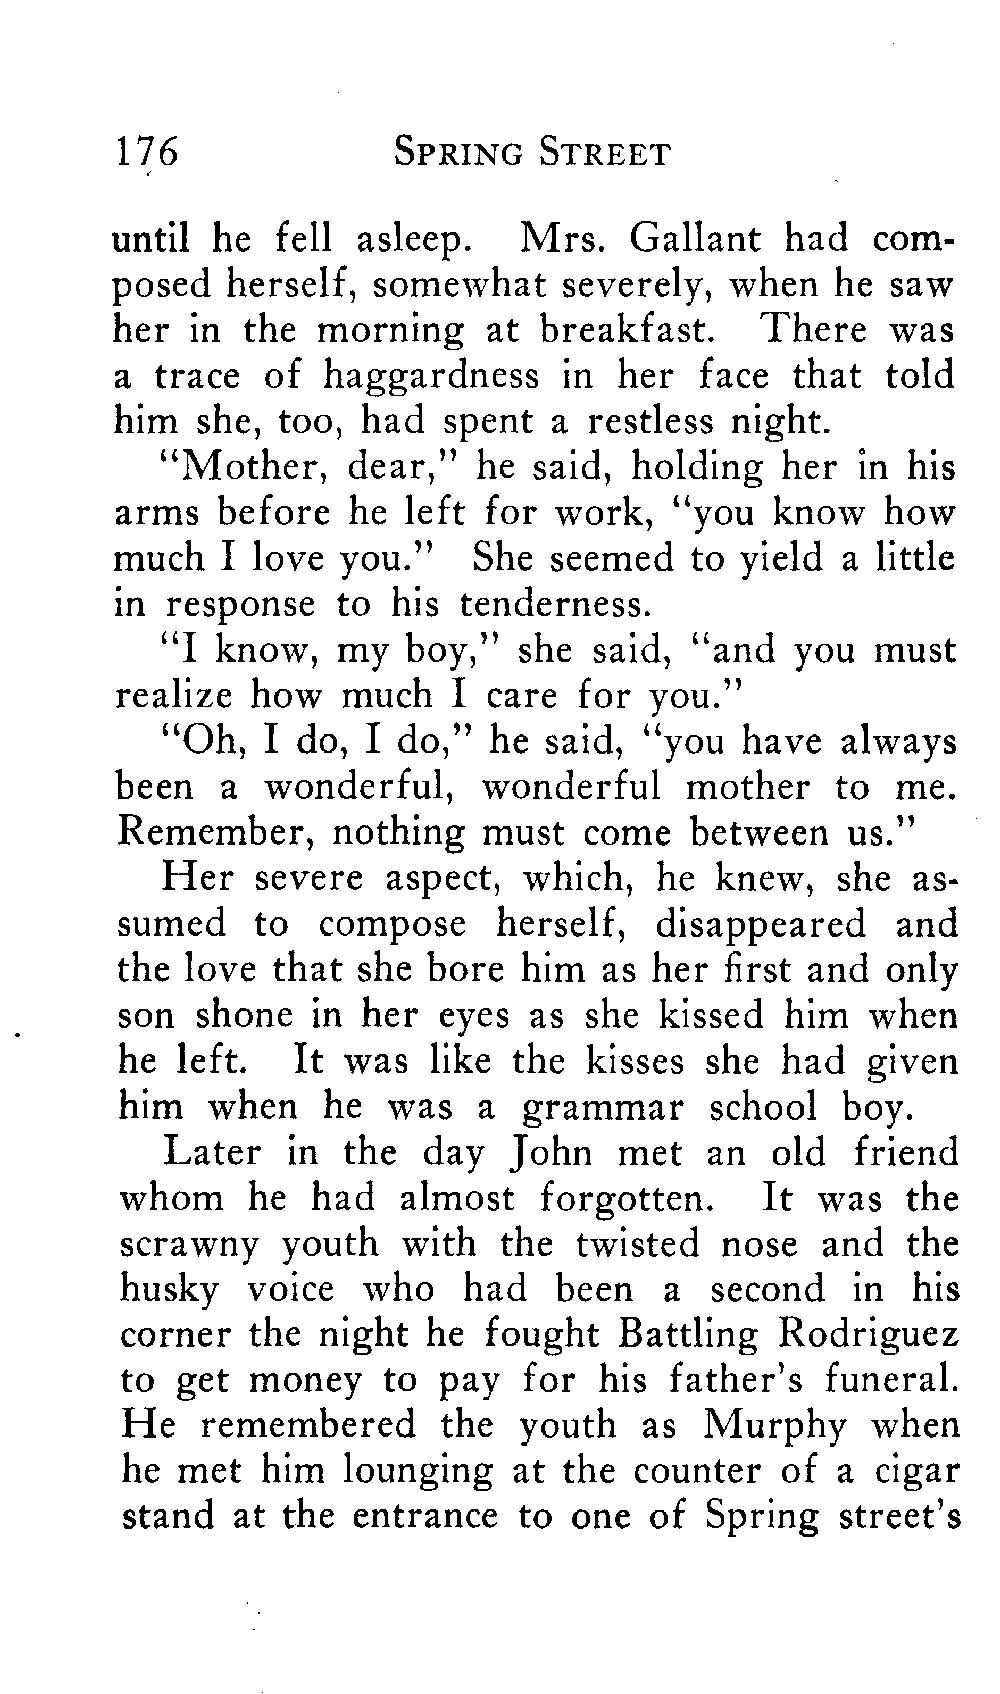 176 SPRING STREET
until he fell asleep. Mrs. Gallant had com-
posed herself, somewhat severely, when he saw
her in the morning at breakfast. There was
a trace of haggardness in her face that told
him she, too, had spent a restless night.
"Mother, dear," he said, holding her in his
arms before he left for work, "you know how
much I love you." She seemed to yield a little
in response to his tenderness.
"I know, my boy," she said, "and you must
realize how much I care for you."
"Oh, I do, I do," he said, "you have always
been a wonderful, wonderful mother to me.
Remember, nothing must come between us."
Her severe aspect, which, he knew, she as-
sumed to compose herself, disappeared and
the love that she bore him as her first and only
son shone in her eyes as she kissed him when
he left. It was like the kisses she had given
him when he was a grammar school boy.
Later in the day John met an old friend
whom he had almost forgotten. It was the
scrawny youth with the twisted nose and the
husky voice who had been a second in his
corner the night he fought Battling Rodriguez
to get money to pay for his father's funeral.
He remembered the youth as Murphy when
he met him lounging at the counter of a cigar
stand at the entrance to one of Spring street's